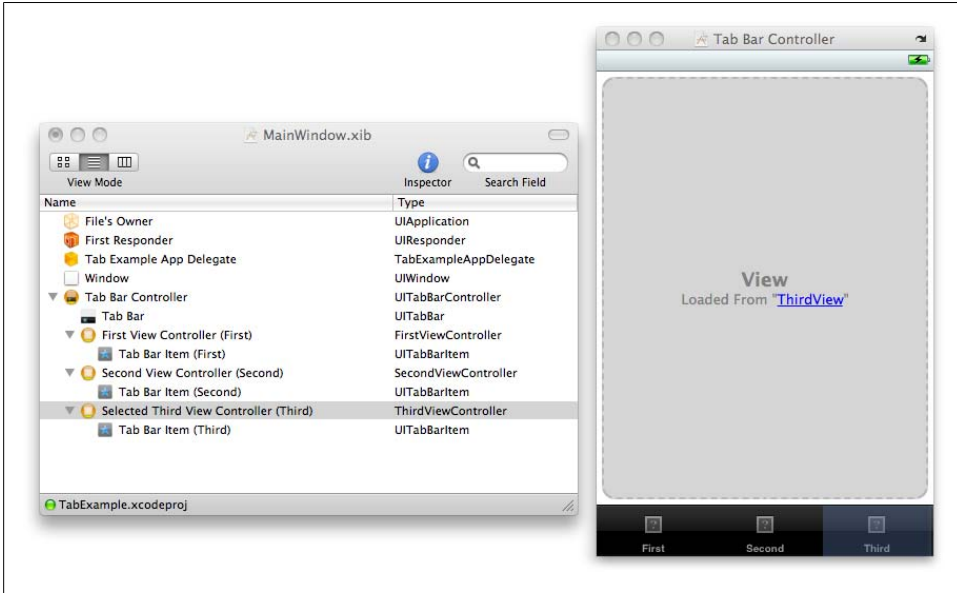 MainWindow.xib
View Mode
Inspector
Search Field
Name Type
File's Owner UIApplication
First Responder UIResponder
Tab Example App Delegate TabExampleAppDelegate
Window UIWindow
Tab Bar Controller UITabBarController
Tab Bar UITabBar
First View Controller (First) FirstViewController
Tab Bar Item (First) UITabBarItem
Second View Controller (Second) SecondViewController
Tab Bar Item (Second) UITabBarItem
Selected Third View Controller (Third) ThirdViewController
Tab Bar Item (Third) UITabBarItem
TabExample.xcodeproj
Tab Bar Controller
View
Loaded From "ThirdView"
? ? ?
First Second Third